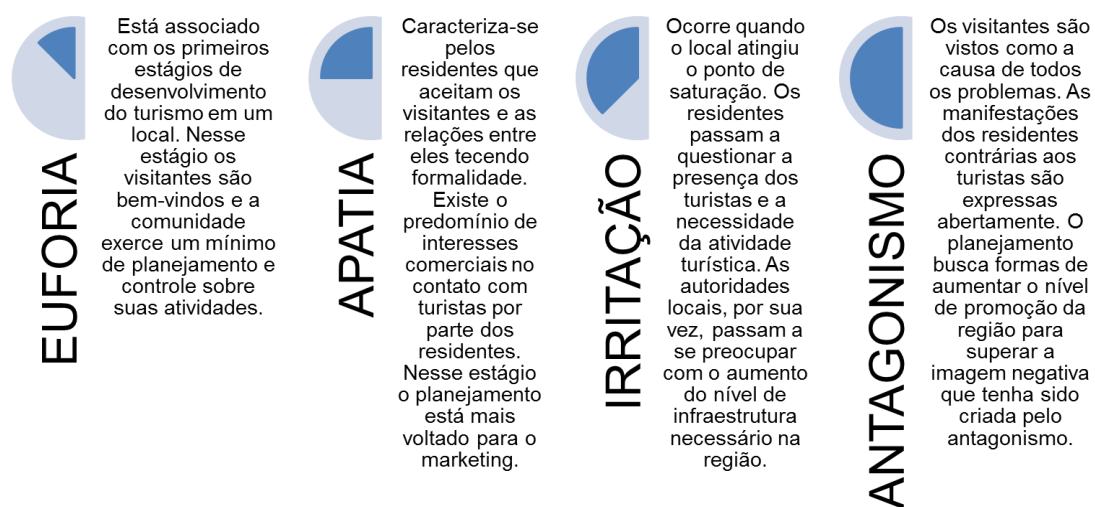 EUFORIA
Está associado
com os primeiros
estágios de
desenvolvimento
do turismo em um
local. Nesse
estágio os
visitantes são
bem-vindos e a
comunidade
exerce um mínimo
de planejamento e
controle sobre
suas atividades.
APATIA
Caracteriza-se
pelos
residentes que
aceitam os
visitantes e as
relações entre
eles tecendo
formalidade.
Existe o
predomínio de
interesses
comerciais no
contato com
turistas por
parte dos
residentes.
Nesse estágio
o planejamento
está mais
voltado para o
marketing.
IRRITAÇÃO
Ocorre quando
o local atingiu
o ponto de
saturação. Os
residentes
passam a
questionar a
presença dos
turistas e a
necessidade
da atividade
turística. As
autoridades
locais, por sua
vez, passam a
se preocupar
com o aumento
do nível de
infraestrutura
necessário na
região.
ANTAGONISMO
Os visitantes são
vistos como a
causa de todos
os problemas. As
manifestações
dos residentes
contrárias aos
turistas são
expressas
abertamente. O
planejamento
busca formas de
aumentar o nível
de promoção da
região para
superar a
imagem negativa
que tenha sido
criada pelo
antagonismo.